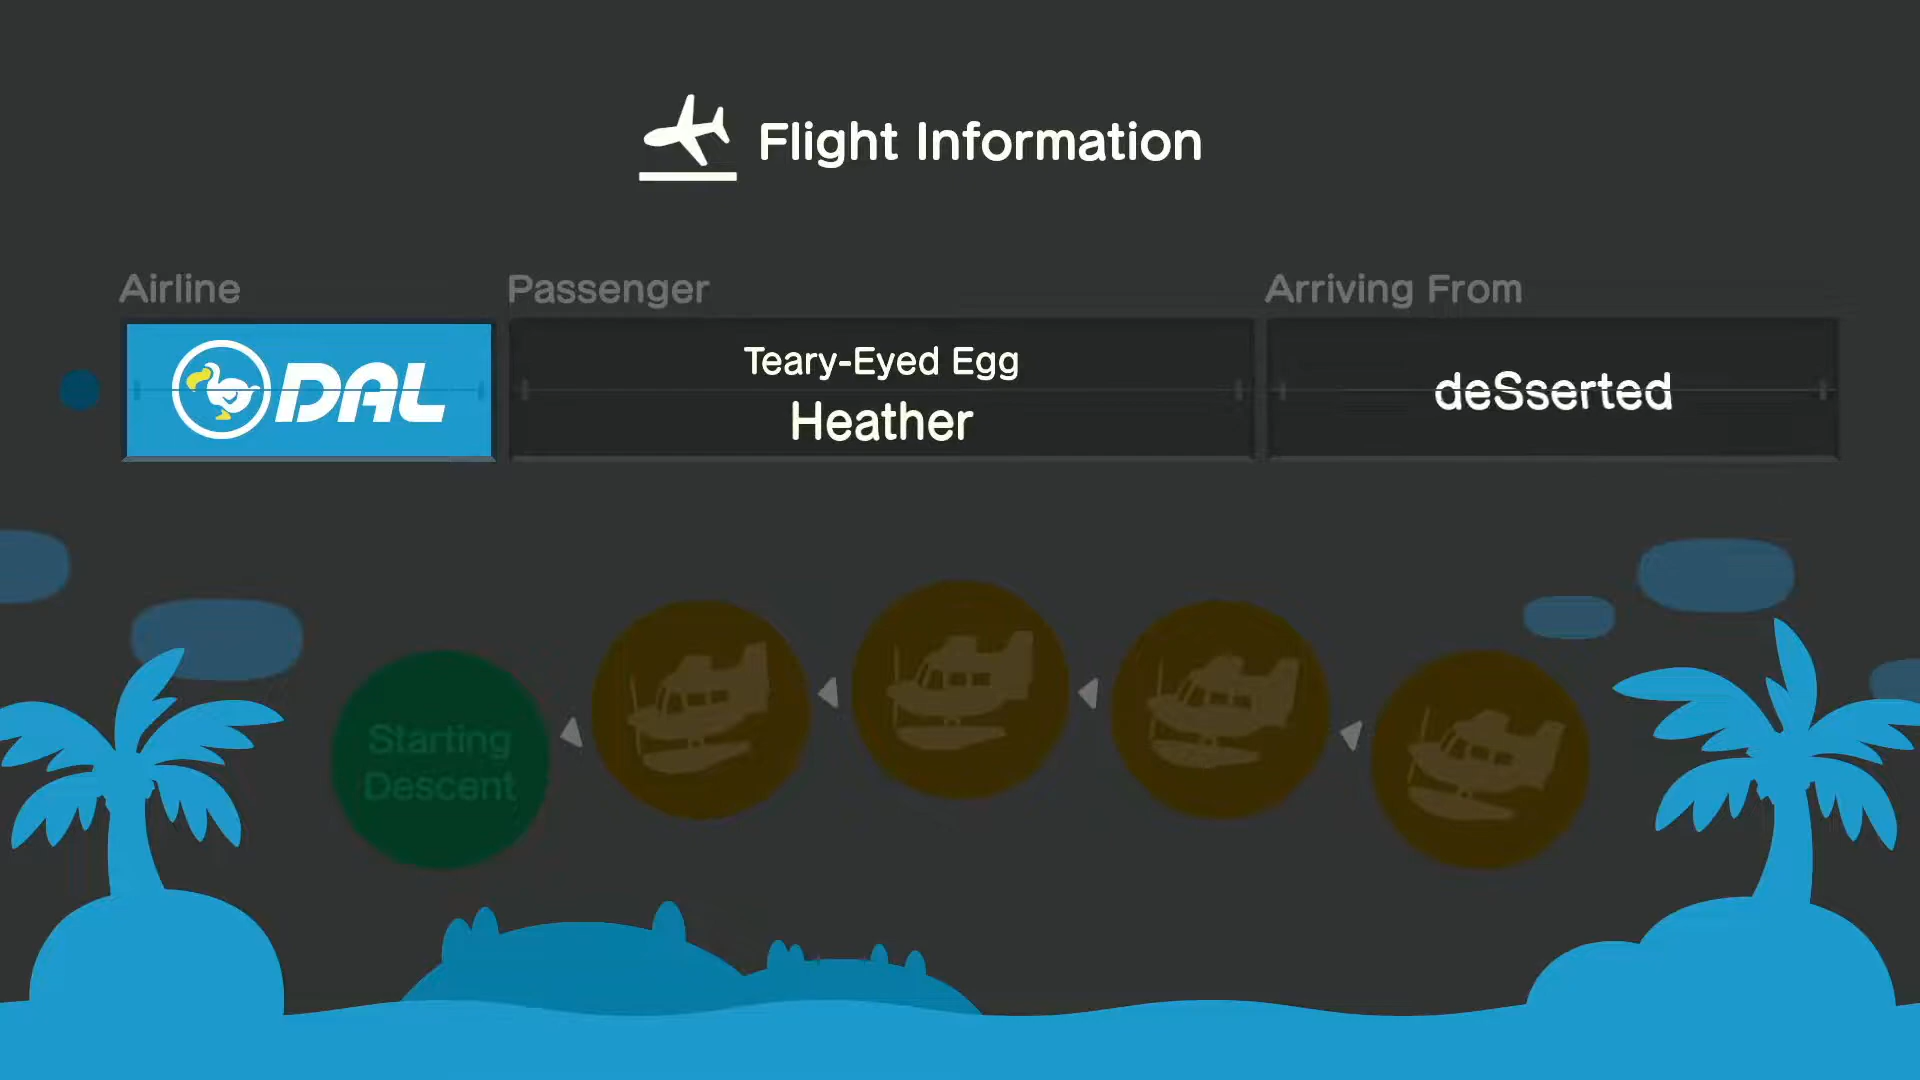 Flight Information
Airline
Passenger
Arriving From
DAL
Teary-Eyed Egg
Heather
deSserted
Starting
Descent